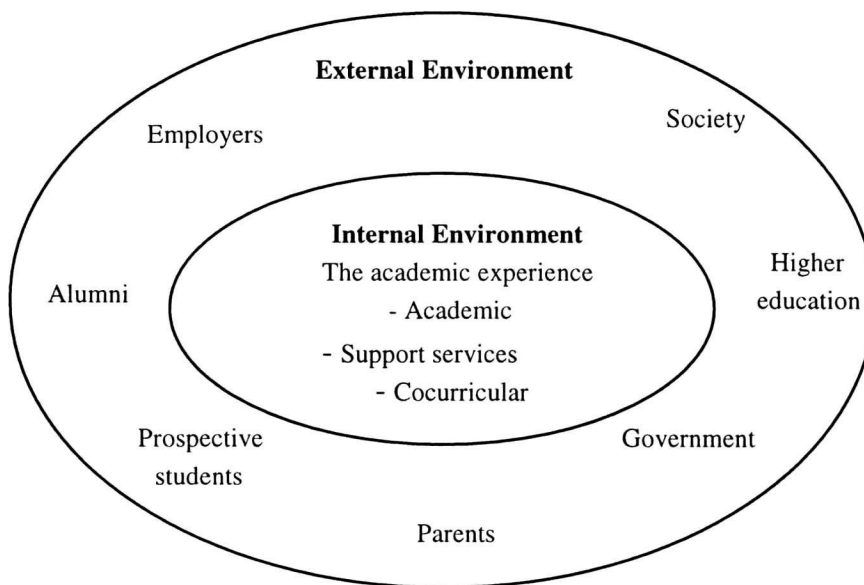 External Environment
Employers
Society
Internal Environment
The academic experience
- Academic
- Support services
- Cocurricular
Alumni
Higher
education
Prospective
students
Government
Parents